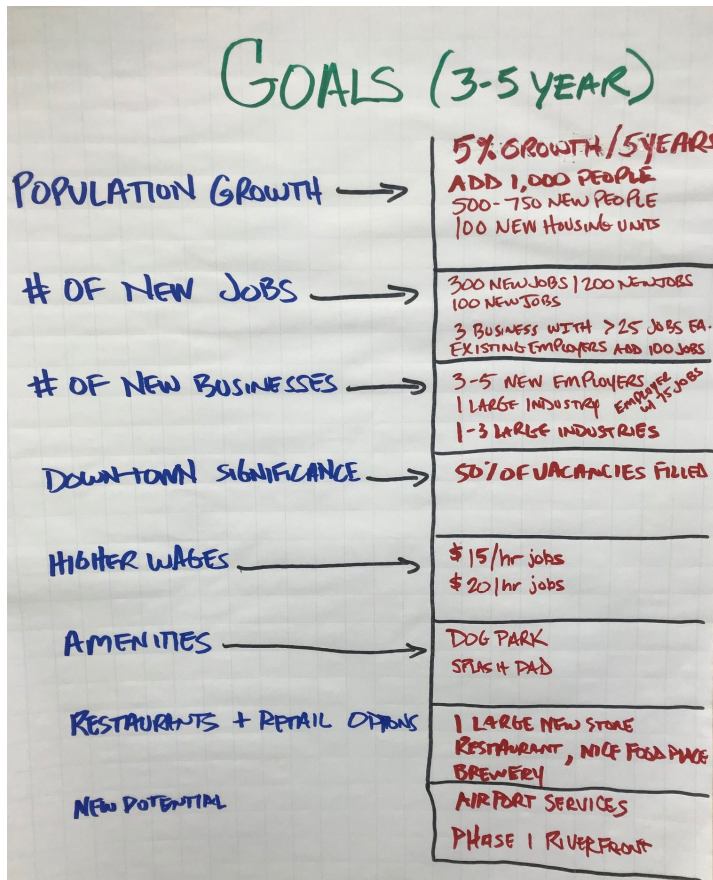 GOALS (3-5 YEAR)
POPULATION GROWTH
5% GROWTH/5YEARS
ADD 1,000 PEOPLE
500-750 NEW PEOPLE
100 NEW HOUSING UNITS
# OF NEW JOBS
300 NEW JOBS / 200 NEW JOBS
100 NEW JOBS
3 BUSINESS WITH >25 JOBS EA.
EXISTING EMPLOYERS ADD 100 JOBS
# OF NEW BUSINESSES
3-5 NEW EMPLOYERS
1 LARGE INDUSTRY
EMPLOYER
W/ 75 JOBS
1-3 LARGE INDUSTRIES
DOWNTOWN SIGNIFICANCE
50% OF VACANCIES FILLED
HIGHER WAGES
$15/hr jobs
$20/hr jobs
AMENITIES
DOG PARK
SPLASH PAD
RESTAURANTS + RETAIL OPTIONS
1 LARGE NEW STORE
RESTAURANT, NICE FOOD PLACE
BREWERY
NEW POTENTIAL
AIRPORT SERVICES
PHASE 1 RIVERFRONT